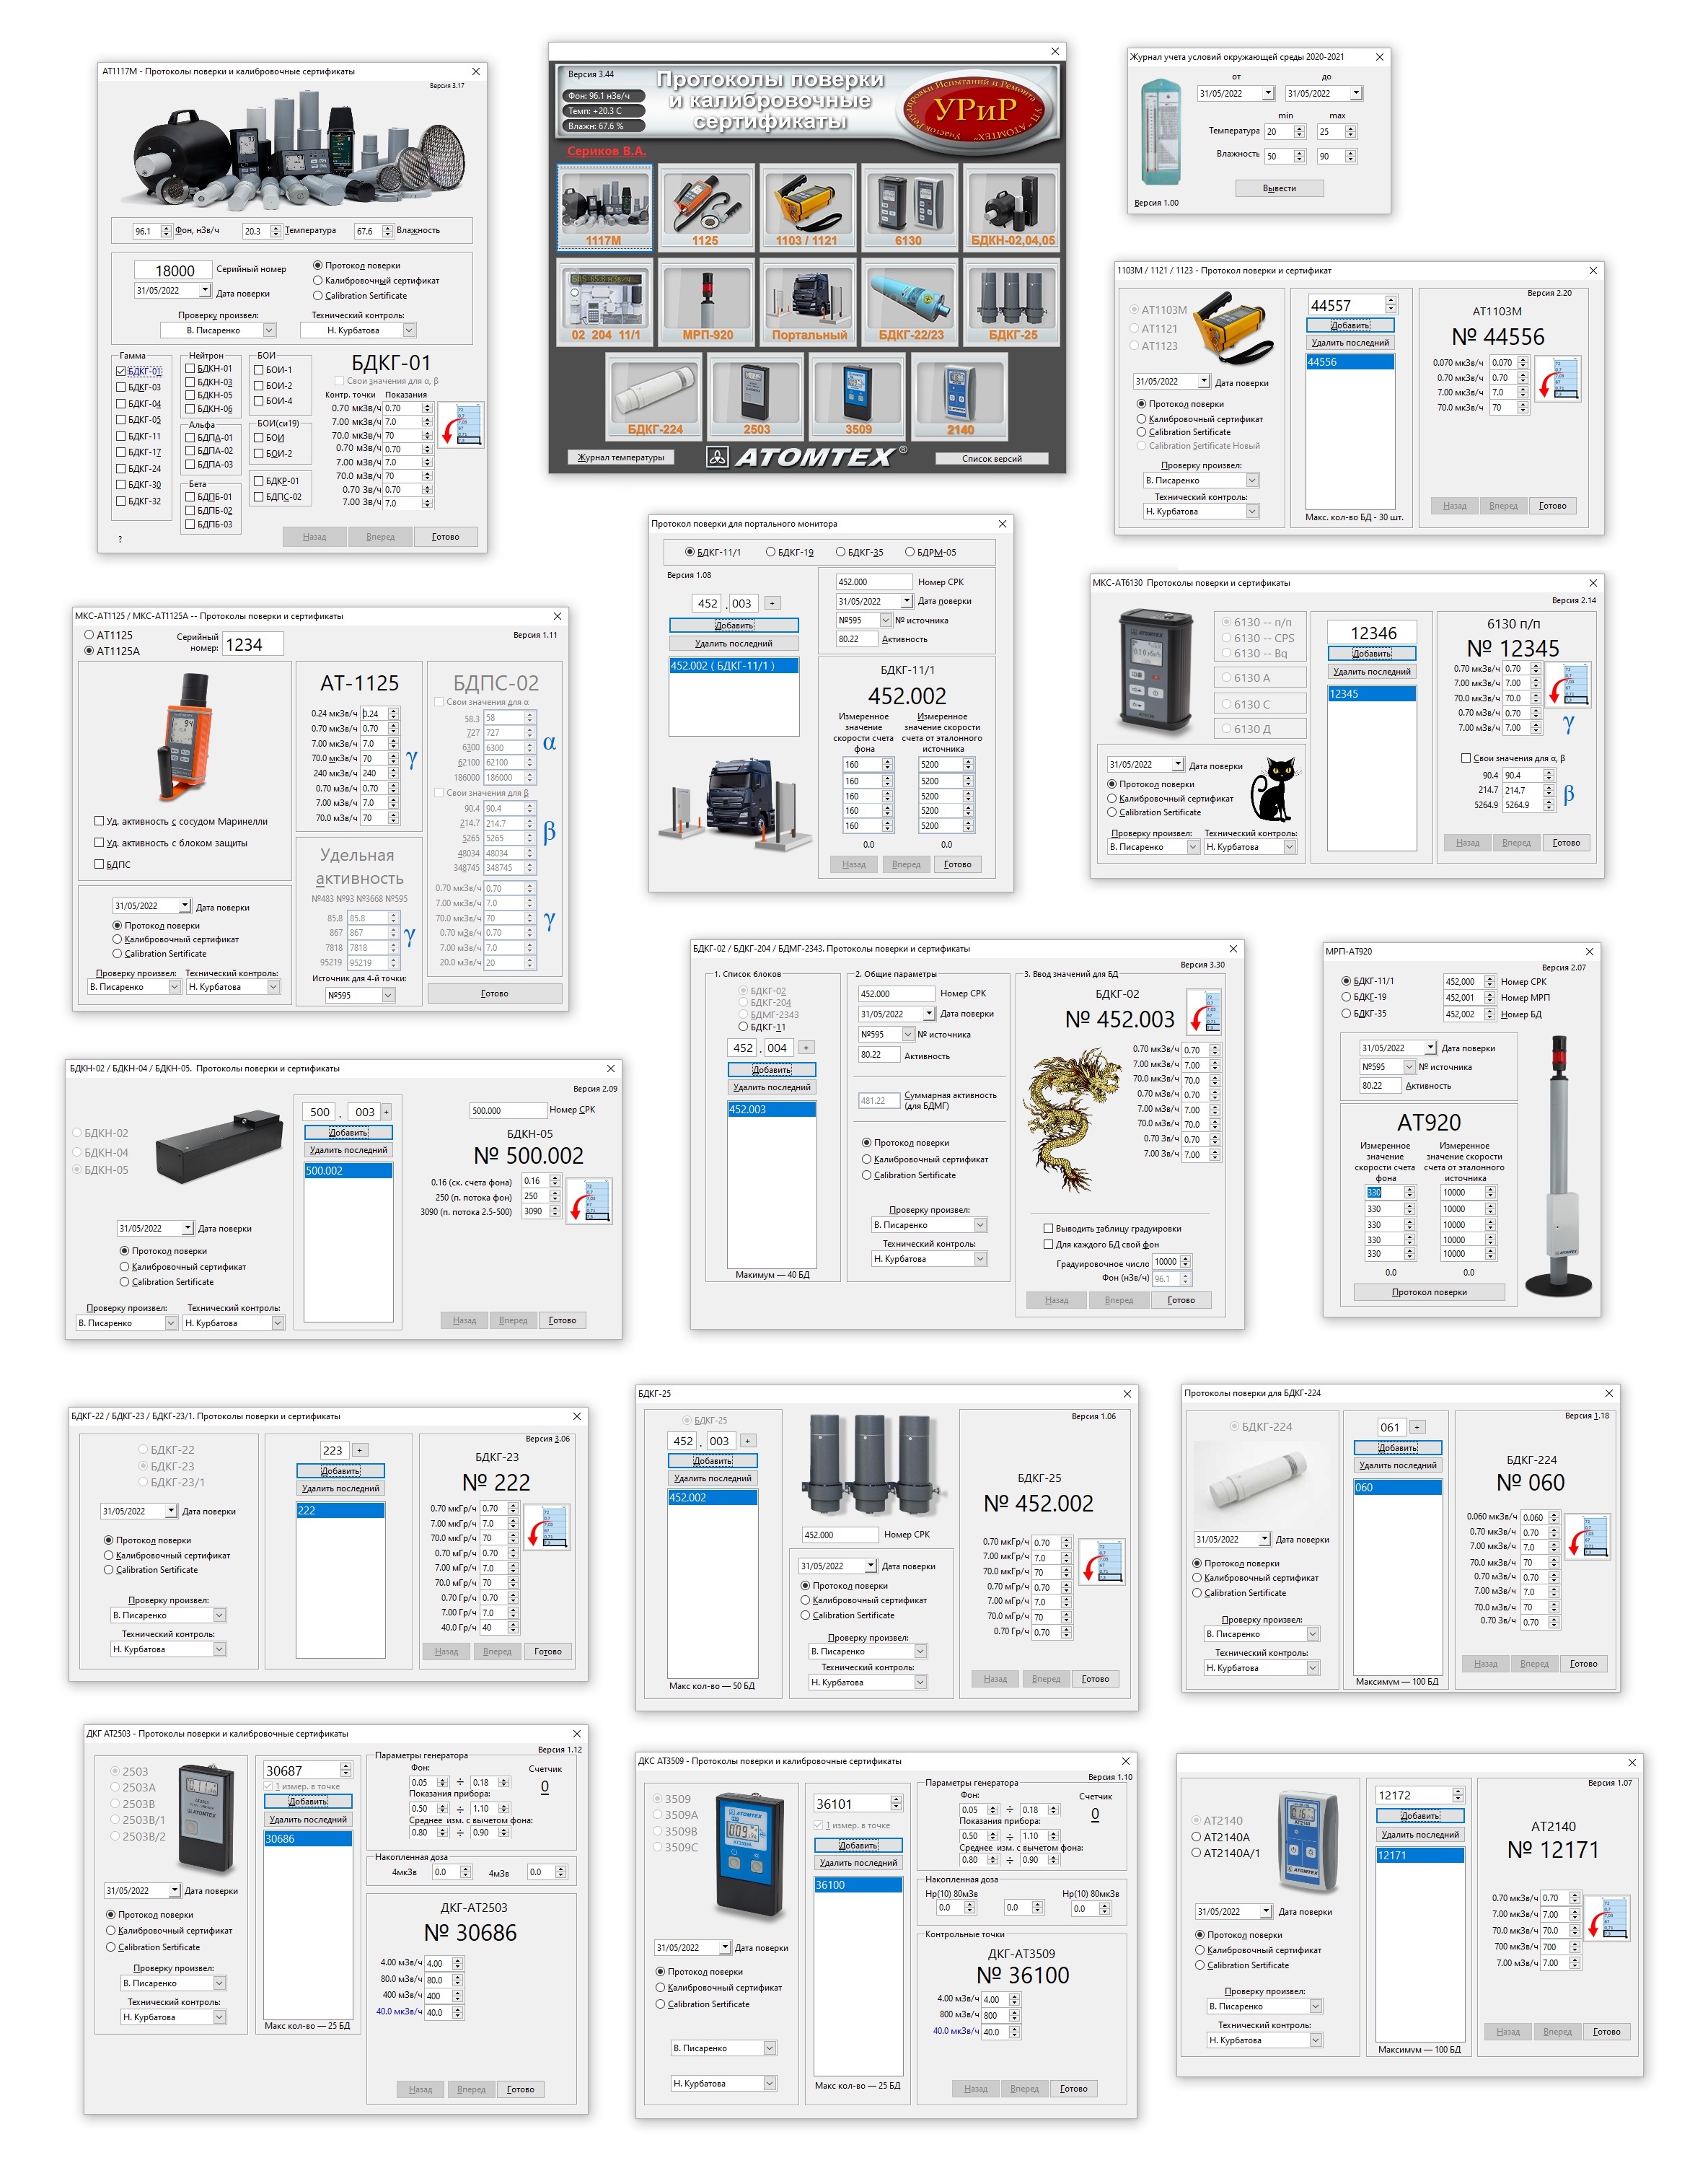 AT1117M - Протоколы поверки и калибровочные сертификаты
Версия 3.17
96.1 Фон, нЗв/ч 20.3 Температура 67.6 Влажность
18000 Серийный номер
31/05/2022 Дата поверки
Протокол поверки
Калибровочный сертификат
Calibration Sertificate
Проверку произвел: Технический контроль:
В. Писаренко Н. Курбатова
Гамма
БДКГ-01
БДКГ-03
БДКГ-04
БДКГ-05
БДКГ-11
БДКГ-17
БДКГ-24
БДКГ-30
БДКГ-32
Нейтрон
БДКН-01
БДКН-03
БДКН-05
БДКН-06
Альфа
БДПА-01
БДПА-02
БДПА-03
Бета
БДПБ-01
БДПБ-02
БДПБ-03
БОИ
БОИ-1
БОИ-2
БОИ-4
БОИ(си19)
БОИ
БОИ-2
БДКР-01
БДПС-02
БДКГ-01
Свои значения для α, β
Контр. точки Показания
0.70 мкЗв/ч 0.70
7.00 мкЗв/ч 7.0
70.0 мкЗв/ч 70
0.70 мЗв/ч 0.70
7.00 мЗв/ч 7.0
70.0 мЗв/ч 70
0.70 Зв/ч 0.70
7.00 Зв/ч 7.0
?
Назад Вперед Готово
Версия 3.44
Фон: 96.1 нЗв/ч
Темп: +20.3 С
Влажн: 67.6 %
Протоколы поверки
и калибровочные
сертификаты
УРиР
Сериков В.А.
1117М 1125 1103 / 1121 6130 БДКН-02,04,05
02 204 11/1 МРП-920 Портальный БДКГ-22/23 БДКГ-25
БДКГ-224 2503 3509 2140
Журнал температуры ATOMTEX® Список версий
Журнал учета условий окружающей среды 2020-2021
от до
31/05/2022 31/05/2022
min max
Температура 20 25
Влажность 50 90
Вывести
Версия 1.00
1103М / 1121 / 1123 - Протокол поверки и сертификат
Версия 2.20
AT1103M
AT1121
AT1123
31/05/2022 Дата поверки
Протокол поверки
Калибровочный сертификат
Calibration Sertificate
Calibration Sertificate Новый
Проверку произвел:
В. Писаренко
Технический контроль:
Н. Курбатова
44557
Добавить
Удалить последний
44556
Макс. кол-во БД - 30 шт.
AT1103M
№ 44556
0.070 мкЗв/ч 0.070
0.70 мкЗв/ч 0.70
7.00 мкЗв/ч 7.0
70.0 мкЗв/ч 70
Назад Вперед Готово
Протокол поверки для портального монитора
БДКГ-11/1 БДКГ-19 БДКГ-35 БДРМ-05
Версия 1.08
452 . 003 +
Добавить
Удалить последний
452.002 ( БДКГ-11/1 )
452.000 Номер СРК
31/05/2022 Дата поверки
№595 № источника
80.22 Активность
БДКГ-11/1
452.002
Измеренное значение скорости счета фона
Измеренное значение скорости счета от эталонного источника
160 5200
160 5200
160 5200
160 5200
160 5200
0.0 0.0
Назад Вперед Готово
МКС-АТ6130 Протоколы поверки и сертификаты
Версия 2.14
6130 -- п/п
6130 -- CPS
6130 -- Bq
6130 А
6130 С
6130 Д
31/05/2022 Дата поверки
Протокол поверки
Калибровочный сертификат
Calibration Sertificate
Проверку произвел: Технический контроль:
В. Писаренко Н. Курбатова
12346
Добавить
Удалить последний
12345
6130 п/п
№ 12345
0.70 мкЗв/ч 0.70
7.00 мкЗв/ч 7.00
70.0 мкЗв/ч 70.0
0.70 мЗв/ч 0.70
7.00 мЗв/ч 7.00
γ
Свои значения для α, β
90.4 90.4
214.7 214.7
5264.9 5264.9
β
Назад Вперед Готово
МКС-АТ1125 / МКС-АТ1125А -- Протоколы поверки и сертификаты
Версия 1.11
AT1125
AT1125A
Серийный номер: 1234
Уд. активность с сосудом Маринелли
Уд. активность с блоком защиты
БДПС
31/05/2022 Дата поверки
Протокол поверки
Калибровочный сертификат
Calibration Sertificate
Проверку произвел: Технический контроль:
В. Писаренко Н. Курбатова
AT-1125
0.24 мкЗв/ч 0.24
0.70 мкЗв/ч 0.70
7.00 мкЗв/ч 7.0
70.0 мкЗв/ч 70
240 мкЗв/ч 240
0.70 мЗв/ч 0.70
7.00 мЗв/ч 7.0
70.0 мЗв/ч 70
γ
Удельная
активность
№483 №93 №3668 №595
85.8 85.8
867 867
7818 7818
95219 95219
γ
Источник для 4-й точки:
№595
БДПС-02
Свои значения для α
58.3 58
727 727
6300 6300
62100 62100
186000 186000
α
Свои значения для β
90.4 90.4
214.7 214.7
5265 5265
48034 48034
348745 348745
β
0.70 мкЗв/ч 0.70
7.00 мкЗв/ч 7.0
70.0 мкЗв/ч 70
0.70 мЗв/ч 0.70
7.00 мЗв/ч 7.0
20.0 мЗв/ч 20
γ
Готово
БДКГ-02 / БДКГ-204 / БДМГ-2343. Протоколы поверки и сертификаты
Версия 3.30
1. Список блоков
БДКГ-02
БДКГ-204
БДМГ-2343
БДКГ-11
452 . 004 +
Добавить
Удалить последний
452.003
Макимум — 40 БД
2. Общие параметры
452.000 Номер СРК
31/05/2022 Дата поверки
№595 № источника
80.22 Активность
481.22 Суммарная активность (для БДМГ)
Протокол поверки
Калибровочный сертификат
Calibration Sertificate
Проверку произвел:
В. Писаренко
Технический контроль:
Н. Курбатова
3. Ввод значений для БД
БДКГ-02
№ 452.003
0.70 мкЗв/ч 0.70
7.00 мкЗв/ч 7.00
70.0 мкЗв/ч 70.0
0.70 мЗв/ч 0.70
7.00 мЗв/ч 7.00
70.0 мЗв/ч 70.0
0.70 Зв/ч 0.70
7.00 Зв/ч 7.00
Выводить таблицу градуировки
Для каждого БД свой фон
Градуировочное число 10000
Фон (нЗв/ч) 96.1
Назад Вперед Готово
МРП-АТ920
Версия 2.07
БДКГ-11/1 452,000 Номер СРК
БДКГ-19 452,001 Номер МРП
БДКГ-35 452,002 Номер БД
31/05/2022 Дата поверки
№595 № источника
80.22 Активность
AT920
Измеренное значение скорости счета фона
Измеренное значение скорости счета от эталонного источника
330 10000
330 10000
330 10000
330 10000
330 10000
0.0 0.0
Протокол поверки
БДКН-02 / БДКН-04 / БДКН-05. Протоколы поверки и сертификаты
Версия 2.09
БДКН-02
БДКН-04
БДКН-05
31/05/2022 Дата поверки
Протокол поверки
Калибровочный сертификат
Calibration Sertificate
Проверку произвел: Технический контроль:
В. Писаренко Н. Курбатова
500 . 003 +
Добавить
Удалить последний
500.002
500.000 Номер СРК
БДКН-05
№ 500.002
0.16 (ск. счета фона) 0.16
250 (п. потока фон) 250
3090 (п. потока 2.5-500) 3090
Назад Вперед Готово
БДКГ-22 / БДКГ-23 / БДКГ-23/1. Протоколы поверки и сертификаты
Версия 3.06
БДКГ-22
БДКГ-23
БДКГ-23/1
31/05/2022 Дата поверки
Протокол поверки
Калибровочный сертификат
Calibration Sertificate
Проверку произвел:
В. Писаренко
Технический контроль:
Н. Курбатова
223 +
Добавить
Удалить последний
222
БДКГ-23
№ 222
0.70 мкГр/ч 0.70
7.00 мкГр/ч 7.0
70.0 мкГр/ч 70
0.70 мГр/ч 0.70
7.00 мГр/ч 7.0
70.0 мГр/ч 70
0.70 Гр/ч 0.70
7.00 Гр/ч 7.0
40.0 Гр/ч 40
Назад Вперед Готово
БДКГ-25
Версия 1.06
БДКГ-25
452 . 003 +
Добавить
Удалить последний
452.002
Макс кол-во — 50 БД
452.000 Номер СРК
31/05/2022 Дата поверки
Протокол поверки
Калибровочный сертификат
Calibration Sertificate
Проверку произвел:
В. Писаренко
Технический контроль:
Н. Курбатова
БДКГ-25
№ 452.002
0.70 мкГр/ч 0.70
7.00 мкГр/ч 7.0
70.0 мкГр/ч 70
0.70 мГр/ч 0.70
7.00 мГр/ч 7.0
70.0 мГр/ч 70
0.70 Гр/ч 0.70
Назад Вперед Готово
Протоколы поверки для БДКГ-224
Версия 1.18
БДКГ-224
31/05/2022 Дата поверки
Протокол поверки
Калибровочный сертификат
Calibration Sertificate
Проверку произвел:
В. Писаренко
Технический контроль:
Н. Курбатова
061 +
Добавить
Удалить последний
060
Максимум — 100 БД
БДКГ-224
№ 060
0.060 мкЗв/ч 0.060
0.70 мкЗв/ч 0.70
7.00 мкЗв/ч 7.0
70.0 мкЗв/ч 70
0.70 мЗв/ч 0.70
7.00 мЗв/ч 7.0
70.0 мЗв/ч 70
0.70 Зв/ч 0.70
Назад Вперед Готово
ДКГ АТ2503 - Протоколы поверки и калибровочные сертификаты
Версия 1.12
2503
2503А
2503В
2503В/1
2503В/2
31/05/2022 Дата поверки
Протокол поверки
Калибровочный сертификат
Calibration Sertificate
Проверку произвел:
В. Писаренко
Технический контроль:
Н. Курбатова
30687
1 измер. в точке
Добавить
Удалить последний
30686
Макс кол-во — 25 БД
Параметры генератора
Фон: Счетчик
0.05 ÷ 0.18 0
Показания прибора:
0.50 ÷ 1.10
Среднее изм. с вычетом фона:
0.80 ÷ 0.90
Накопленная доза
4мкЗв 0.0 4мЗв 0.0
ДКГ-АТ2503
№ 30686
4.00 мЗв/ч 4.00
80.0 мЗв/ч 80.0
400 мЗв/ч 400
40.0 мкЗв/ч 40.0
Назад Вперед Готово
ДКС АТ3509 - Протоколы поверки и калибровочные сертификаты
Версия 1.10
3509
3509А
3509В
3509С
31/05/2022 Дата поверки
Протокол поверки
Калибровочный сертификат
Calibration Sertificate
В. Писаренко
Н. Курбатова
36101
1 измер. в точке
Добавить
Удалить последний
36100
Макс кол-во — 25 БД
Параметры генератора
Фон: Счетчик
0.05 ÷ 0.18 0
Показания прибора:
0.50 ÷ 1.10
Среднее изм. с вычетом фона:
0.80 ÷ 0.90
Накопленная доза
Hp(10) 80мЗв Hp(10) 80мкЗв
0.0 0.0 0.0
Контрольные точки
ДКГ-АТ3509
№ 36100
4.00 мЗв/ч 4.00
800 мЗв/ч 800
40.0 мкЗв/ч 40.0
Назад Вперед Готово
Версия 1.07
AT2140
AT2140A
AT2140A/1
31/05/2022 Дата поверки
Протокол поверки
Калибровочный сертификат
Calibration Sertificate
Проверку произвел:
В. Писаренко
Технический контроль:
Н. Курбатова
12172
Добавить
Удалить последний
12171
Максимум — 100 БД
AT2140
№ 12171
0.70 мкЗв/ч 0.70
7.00 мкЗв/ч 7.00
70.0 мкЗв/ч 70.0
700 мкЗв/ч 700
7.00 мЗв/ч 7.00
Назад Вперед Готово